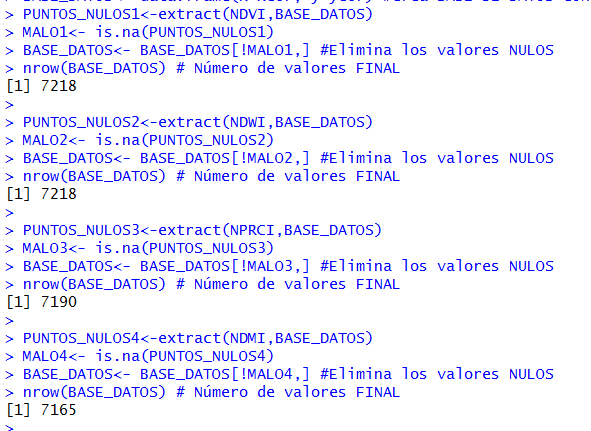 > PUNTOS_NULOS1<-extract(NDVI,BASE_DATOS)
> MALO1<- is.na(PUNTOS_NULOS1)
> BASE_DATOS<- BASE_DATOS[!MALO1,] #Elimina los valores NULOS
> nrow(BASE_DATOS) # Número de valores FINAL
[1] 7218
>
> PUNTOS_NULOS2<-extract(NDWI,BASE_DATOS)
> MALO2<- is.na(PUNTOS_NULOS2)
> BASE_DATOS<- BASE_DATOS[!MALO2,] #Elimina los valores NULOS
> nrow(BASE_DATOS) # Número de valores FINAL
[1] 7218
>
> PUNTOS_NULOS3<-extract(NPRCI,BASE_DATOS)
> MALO3<- is.na(PUNTOS_NULOS3)
> BASE_DATOS<- BASE_DATOS[!MALO3,] #Elimina los valores NULOS
> nrow(BASE_DATOS) # Número de valores FINAL
[1] 7190
>
> PUNTOS_NULOS4<-extract(NDMI,BASE_DATOS)
> MALO4<- is.na(PUNTOS_NULOS4)
> BASE_DATOS<- BASE_DATOS[!MALO4,] #Elimina los valores NULOS
> nrow(BASE_DATOS) # Número de valores FINAL
[1] 7165
>